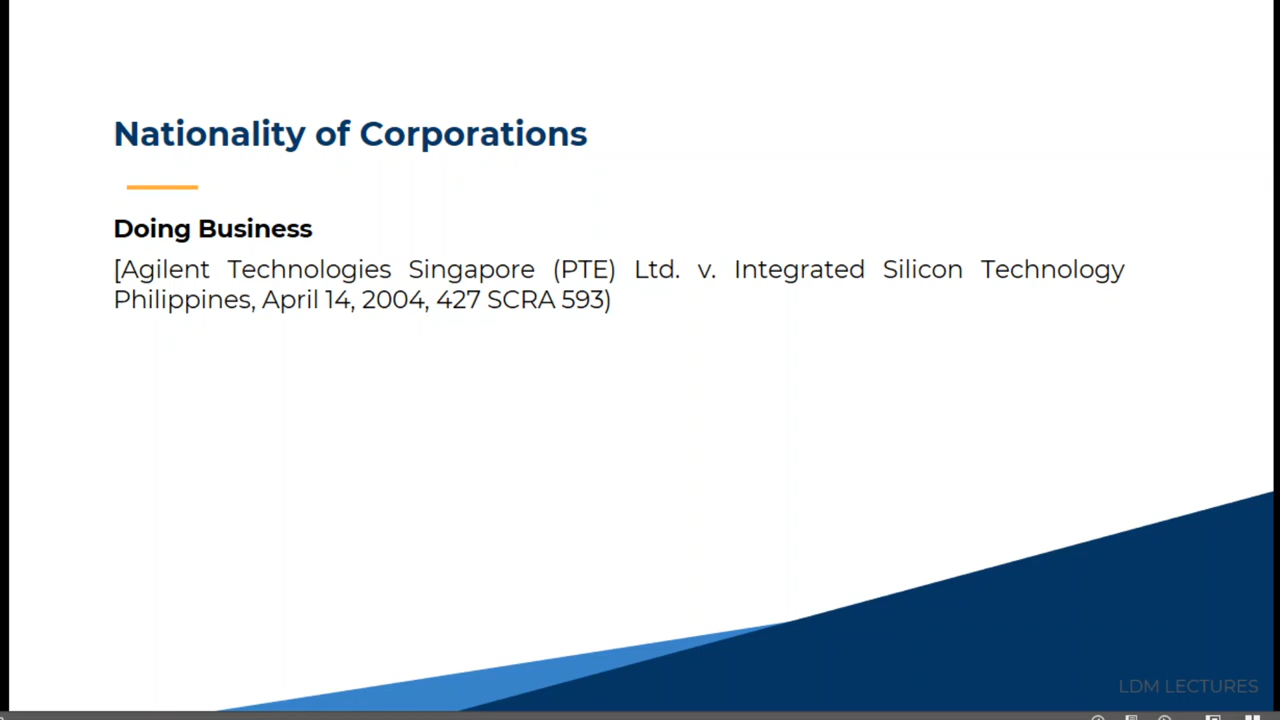 Nationality of Corporations
Doing Business
[Agilent Technologies Singapore (PTE) Ltd. v. Integrated Silicon Technology
Philippines, April 14, 2004, 427 SCRA 593)
LDM LECTURES